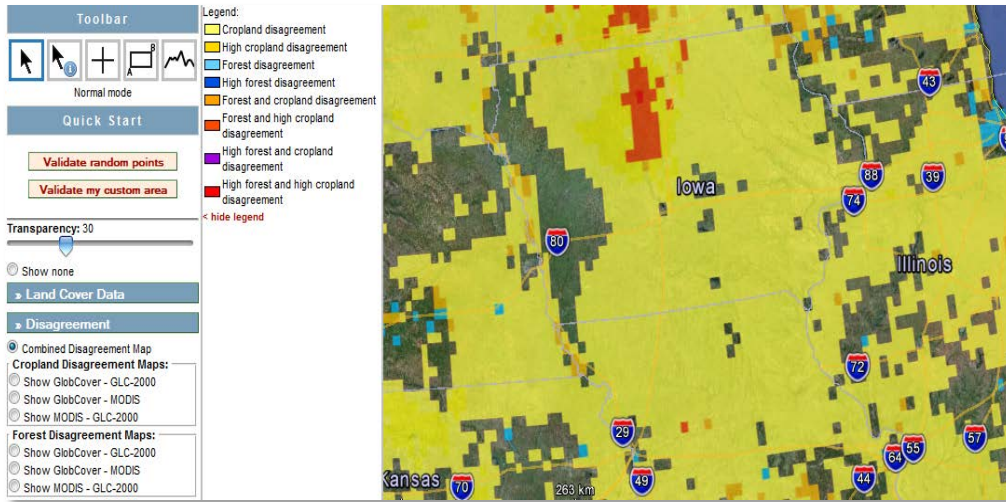 Toolbar
A
B
Normal mode
Quick Start
Validate random points
Validate my custom area
Transparency: 30
Show none
» Land Cover Data
» Disagreement
Combined Disagreement Map
Cropland Disagreement Maps:
Show GlobCover - GLC-2000
Show GlobCover - MODIS
Show MODIS - GLC-2000
Forest Disagreement Maps:
Show GlobCover - GLC-2000
Show GlobCover - MODIS
Show MODIS - GLC-2000
Legend:
Cropland disagreement
High cropland disagreement
Forest disagreement
High forest disagreement
Forest and cropland disagreement
Forest and high cropland
disagreement
High forest and cropland
disagreement
High forest and high cropland
disagreement
< hide legend
43
88
39
74
Iowa
80
Illinois
72
29
57
55
64
44
49
Kansas
70
263 km